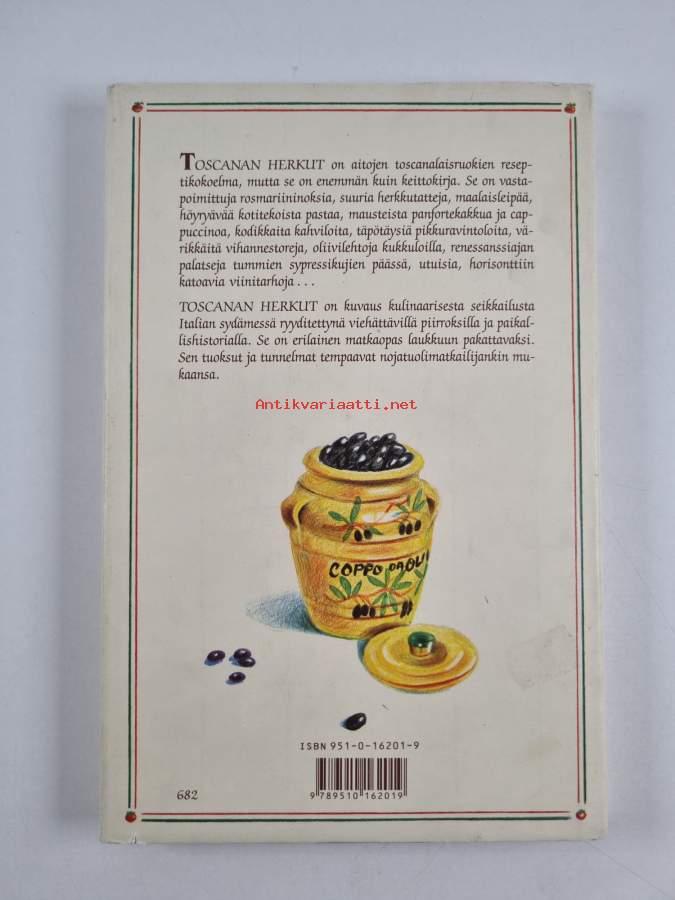 TOSCANAN HERKUT on aitojen toscanalaisruokien resep-
tikokoelma, mutta se on enemmän kuin keittokirja. Se on vasta-
poimittuja rosmariininoksia, suuria herkkutatteja, maalaisleipää,
höyryävää kotitekoista pastaa, mausteista panfortekakkua ja cap-
puccinoa, kodikkaita kahviloita, täpötäysiä pikkuravintoloita, vä-
rikkäitä vihannestoreja, oliivilehtoja kukkuloilla, renessanssiajan
palatseja tummien sypressikujien päässä, utuisia, horisonttiin
katoavia viinitarhoja . . .
TOSCANAN HERKUT on kuvaus kulinaarisesta seikkailusta
Italian sydämessä ryyditettynä viehättävillä piirroksilla ja paikal-
lishistorialla. Se on erilainen matkaopas laukkuun pakattavaksi.
Sen tuoksut ja tunnelmat tempaavat nojatuolimatkailijankin mu-
kaansa.
Antikvariaatti.net
COPPO DA OLI
ISBN 951-0-16201-9
9 789510 162019
682